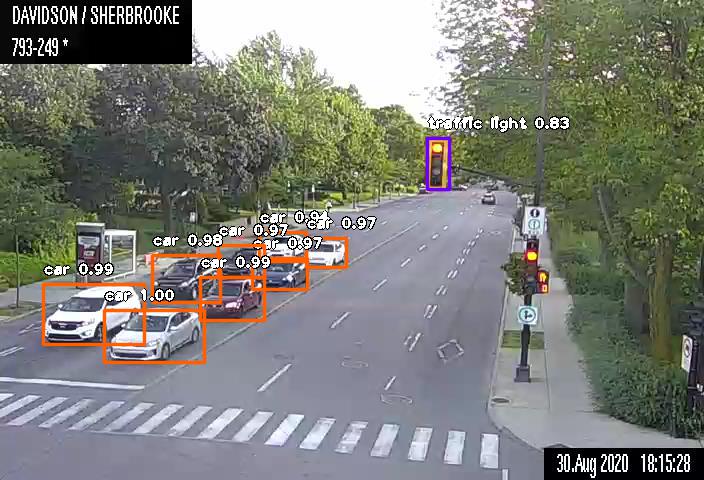 DAVIDSON / SHERBROOKE
793-249 *
traffic light 0.83
car 0.94
car 0.97
car 0.97
car 0.97
car 0.98
car 0.99
car 0.99
car 1.00
30.Aug 2020 18:15:28